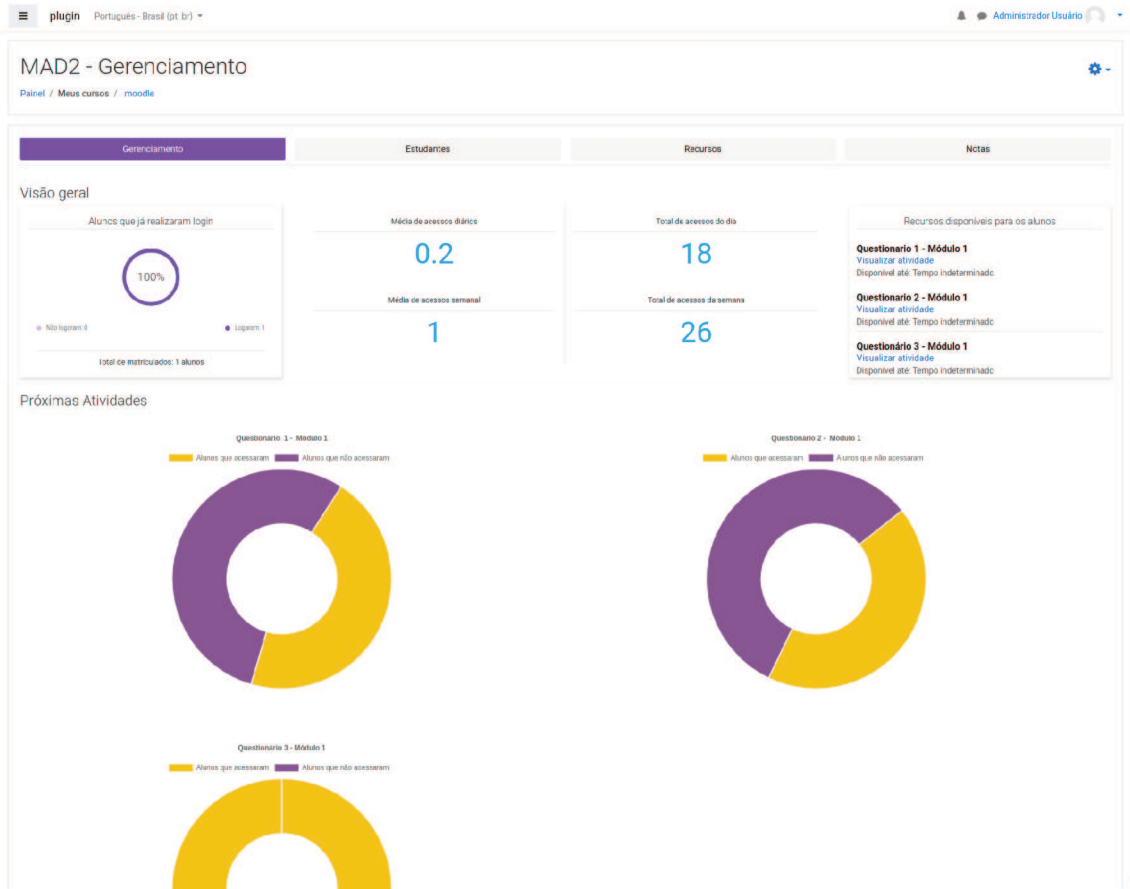 plugin Português - Brasil (pt_br)
Administrador Usuário
MAD2 - Gerenciamento
Painel / Meus cursos / moodle
Gerenciamento
Estudantes
Recursos
Notas
Visão geral
Alunos que já realizaram login
100%
Não logaram: 0
Logaram: 1
Total de matriculados: 1 alunos
Média de acessos diários
0.2
Média de acessos semanal
1
Total de acessos do dia
18
Total de acessos da semana
26
Recursos disponíveis para os alunos
Questionario 1 - Módulo 1
Visualizar atividade
Disponível até: Tempo indeterminado
Questionario 2 - Módulo 1
Visualizar atividade
Disponível até: Tempo indeterminado
Questionário 3 - Módulo 1
Visualizar atividade
Disponível até: Tempo indeterminado
Próximas Atividades
Questionario 1 - Módulo 1
Alunos que acessaram Alunos que não acessaram
Questionario 2 - Módulo 1
Alunos que acessaram Alunos que não acessaram
Questionário 3 - Módulo 1
Alunos que acessaram Alunos que não acessaram